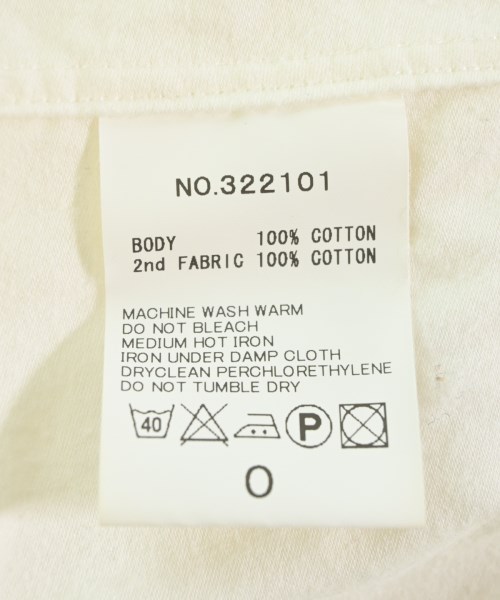 NO.322101
BODY 100% COTTON
2nd FABRIC 100% COTTON
MACHINE WASH WARM
DO NOT BLEACH
MEDIUM HOT IRON
IRON UNDER DAMP CLOTH
DRYCLEAN PERCHLORETHYLENE
DO NOT TUMBLE DRY
40 P
0